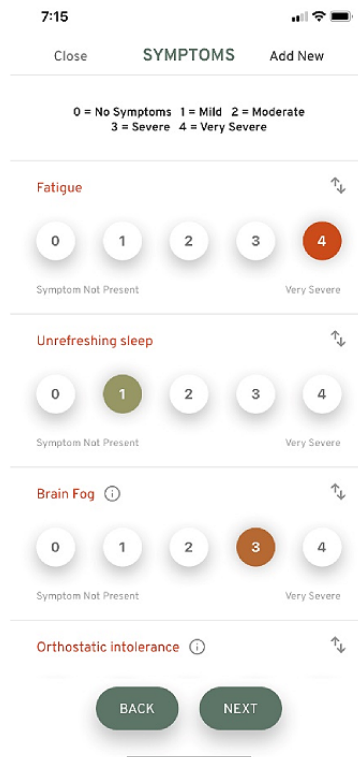 7:15
Close SYMPTOMS Add New
0 = No Symptoms 1 = Mild 2 = Moderate
3 = Severe 4 = Very Severe
Fatigue
0 1 2 3 4
Symptom Not Present Very Severe
Unrefreshing sleep
0 1 2 3 4
Symptom Not Present Very Severe
Brain Fog
0 1 2 3 4
Symptom Not Present Very Severe
Orthostatic intolerance
BACK NEXT